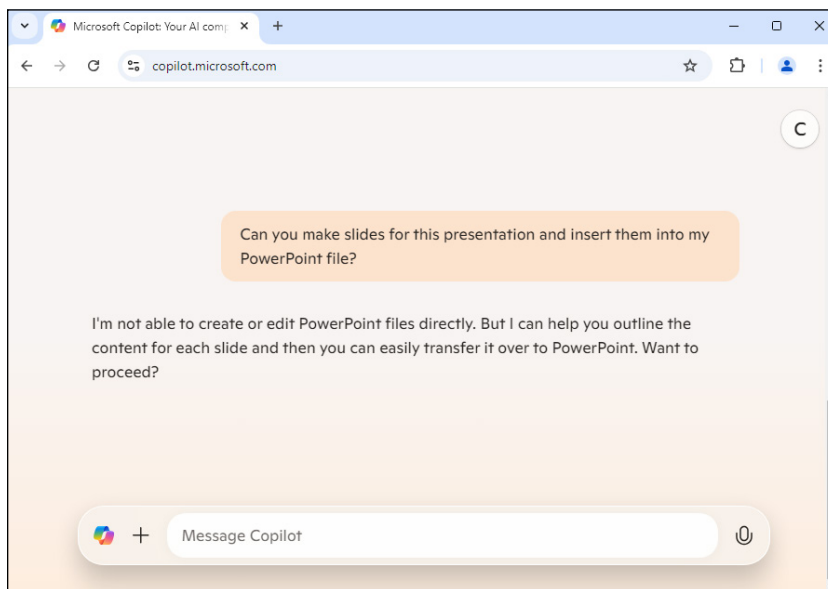 Microsoft Copilot: Your AI comp
copilot.microsoft.com
C
Can you make slides for this presentation and insert them into my
PowerPoint file?
I'm not able to create or edit PowerPoint files directly. But I can help you outline the
content for each slide and then you can easily transfer it over to PowerPoint. Want to
proceed?
Message Copilot